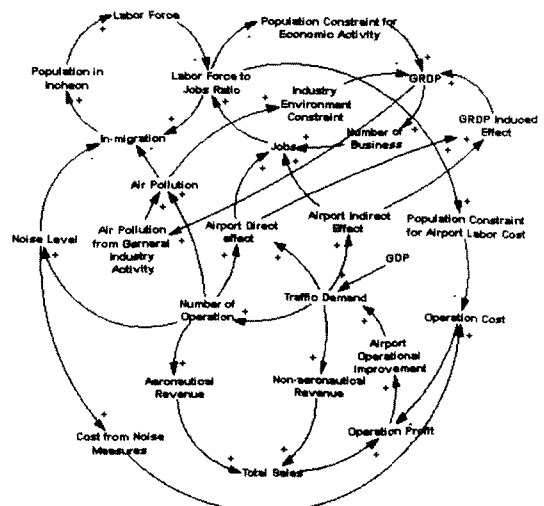 Labor Force
Population Constraint for
Economic Activity
Population in
Incheon
Labor Force to
Jobs Ratio
GRDP
Industry
Environment
Constraint
GRDP Induced
Effect
In-migration
Jobs
Number of
Business
Air Pollution
Noise Level
Air Pollution
from General
Industry
Activity
Airport Direct
effect
Airport Indirect
Effect
Population Constraint
for Airport Labor Cost
GDP
Number of
Operation
Traffic Demand
Operation Cost
Airport
Operational
Improvement
Aeronautical
Revenue
Non-aeronautical
Revenue
Cost from Noise
Measures
Operation Profit
Total Sales